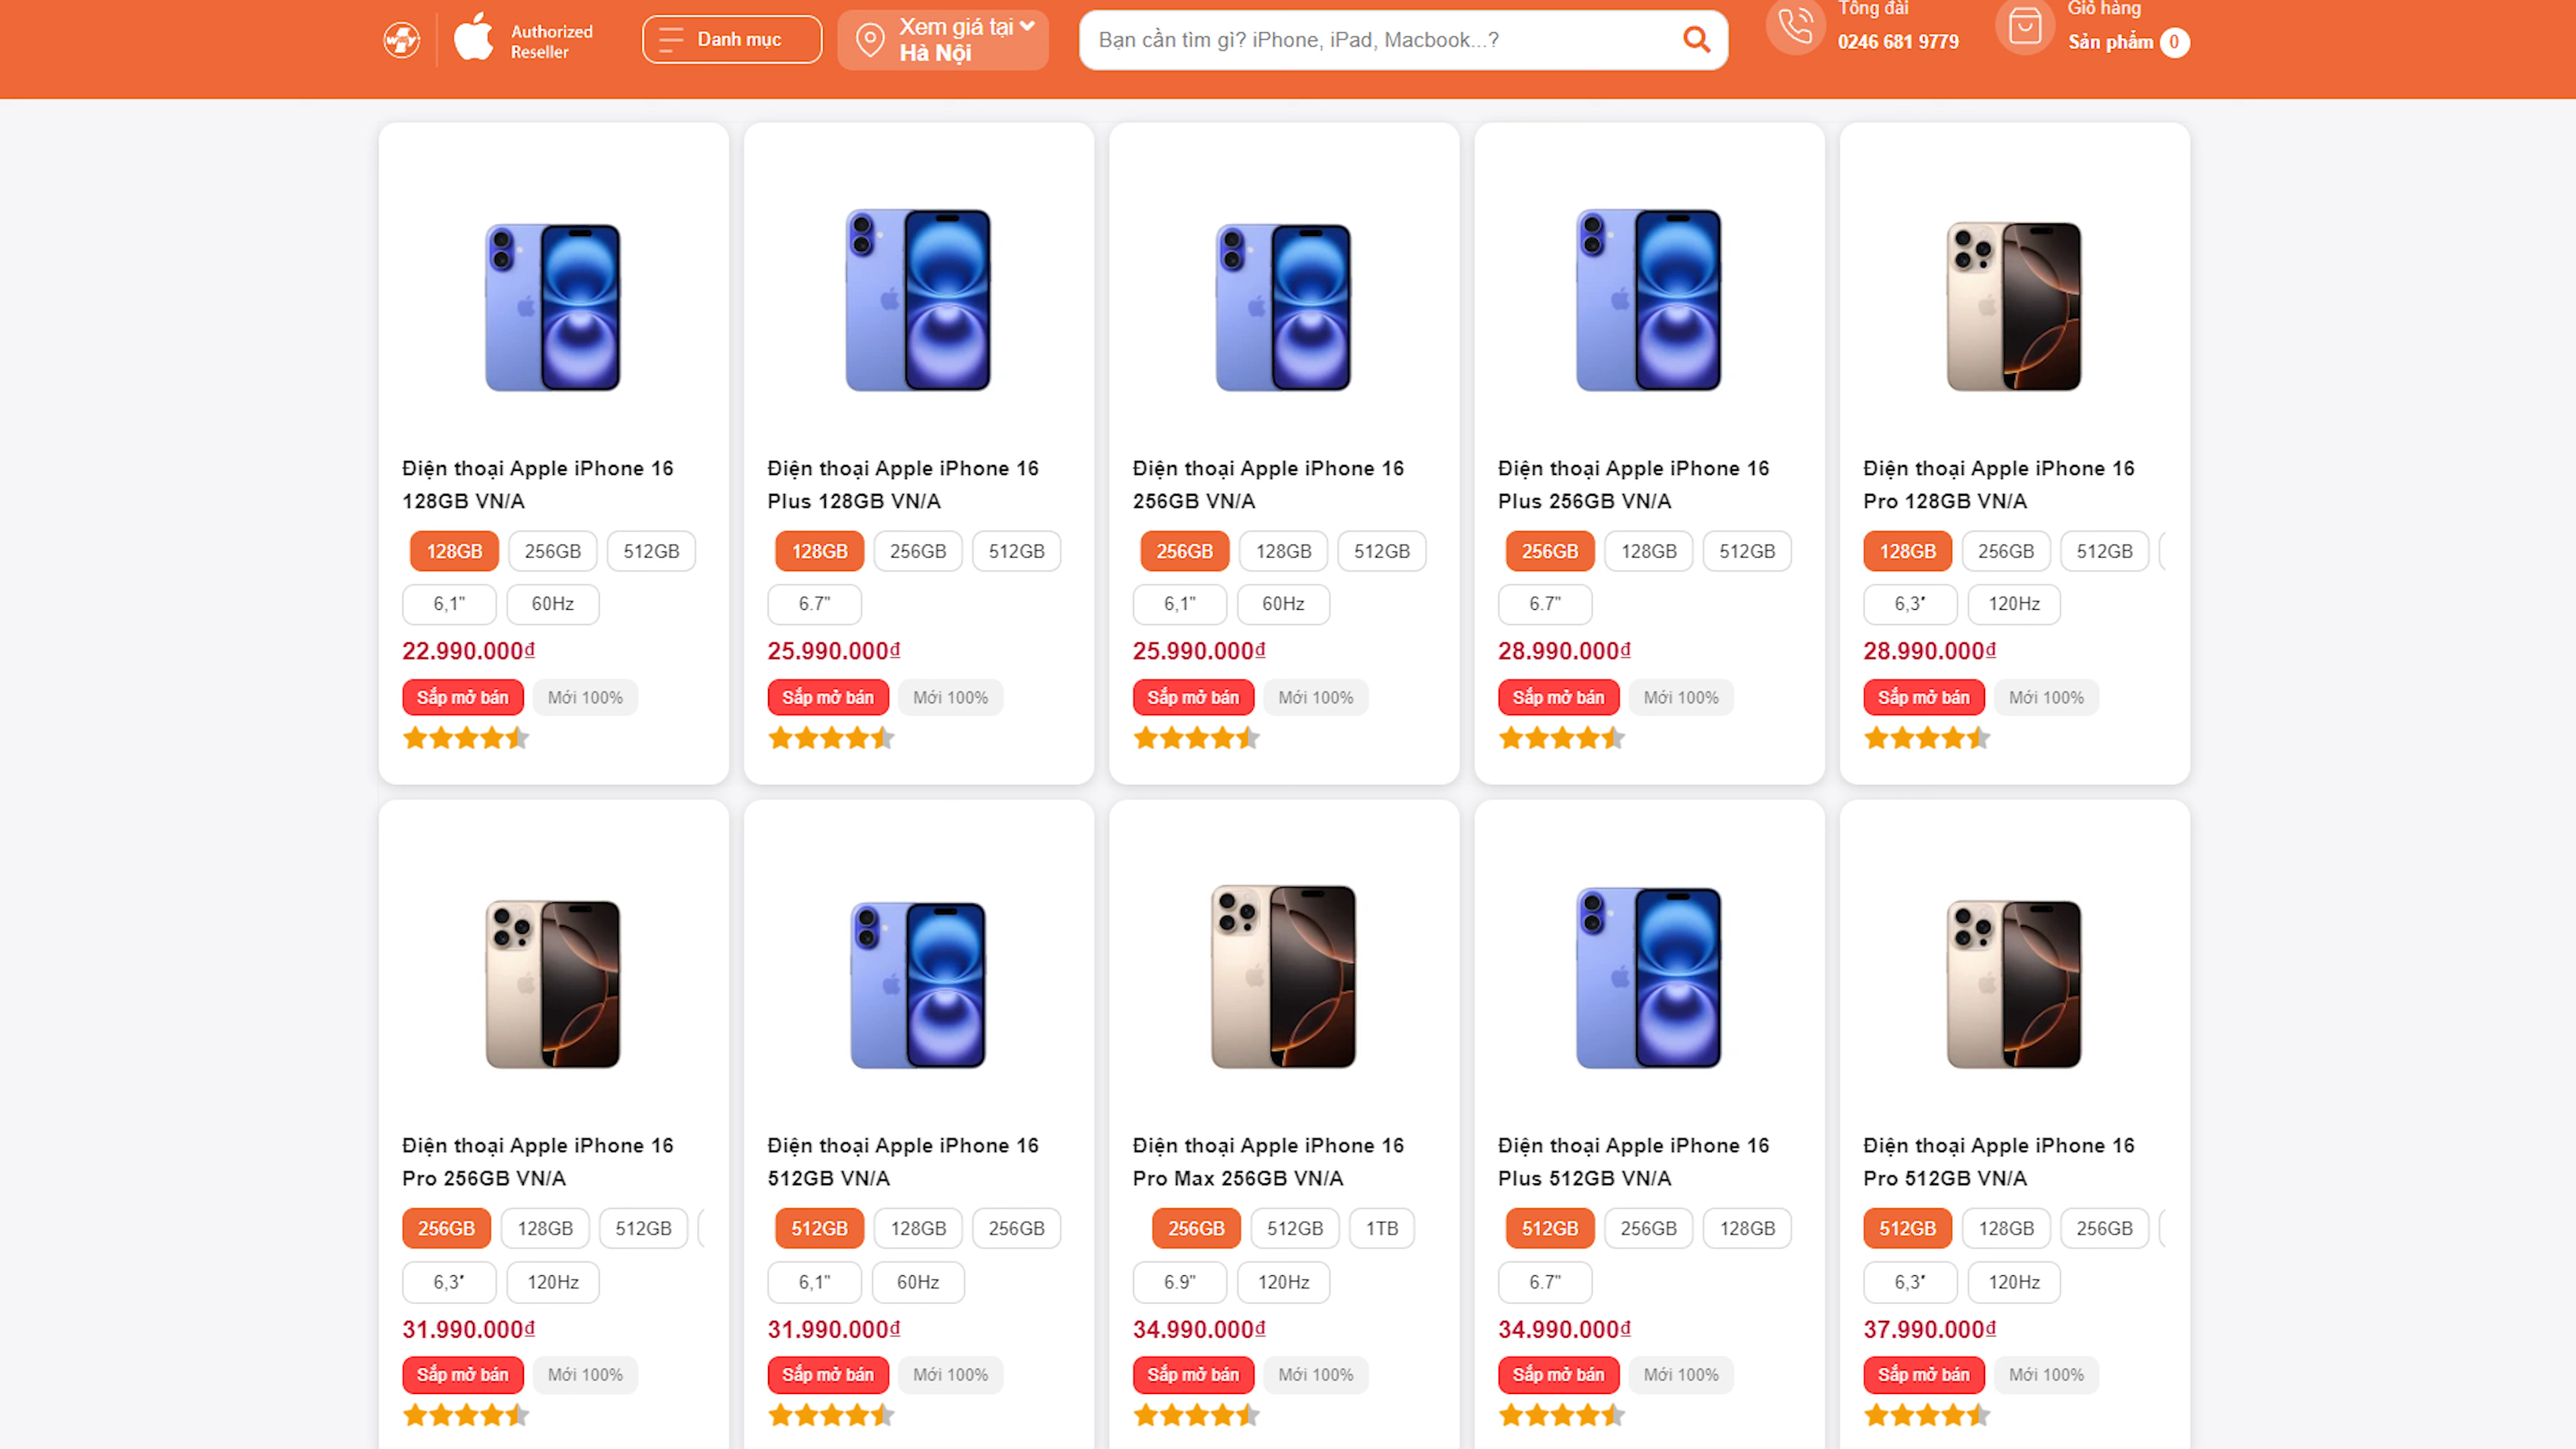 way
Authorized
Reseller
Danh mục
Xem giá tại
Hà Nội
Bạn cần tìm gì? iPhone, iPad, Macbook...?
Tổng đài
0246 681 9779
Giỏ hàng
Sản phẩm 0
Điện thoại Apple iPhone 16
128GB VN/A
128GB 256GB 512GB
6,1" 60Hz
22.990.000₫
Sắp mở bán Mới 100%
Điện thoại Apple iPhone 16
Plus 128GB VN/A
128GB 256GB 512GB
6.7"
25.990.000₫
Sắp mở bán Mới 100%
Điện thoại Apple iPhone 16
256GB VN/A
256GB 128GB 512GB
6,1" 60Hz
25.990.000₫
Sắp mở bán Mới 100%
Điện thoại Apple iPhone 16
Plus 256GB VN/A
256GB 128GB 512GB
6.7"
28.990.000₫
Sắp mở bán Mới 100%
Điện thoại Apple iPhone 16
Pro 128GB VN/A
128GB 256GB 512GB
6,3′ 120Hz
28.990.000₫
Sắp mở bán Mới 100%
Điện thoại Apple iPhone 16
Pro 256GB VN/A
256GB 128GB 512GB
6,3′ 120Hz
31.990.000₫
Sắp mở bán Mới 100%
Điện thoại Apple iPhone 16
512GB VN/A
512GB 128GB 256GB
6,1" 60Hz
31.990.000₫
Sắp mở bán Mới 100%
Điện thoại Apple iPhone 16
Pro Max 256GB VN/A
256GB 512GB 1TB
6.9" 120Hz
34.990.000₫
Sắp mở bán Mới 100%
Điện thoại Apple iPhone 16
Plus 512GB VN/A
512GB 256GB 128GB
6.7"
34.990.000₫
Sắp mở bán Mới 100%
Điện thoại Apple iPhone 16
Pro 512GB VN/A
512GB 128GB 256GB
6,3′ 120Hz
37.990.000₫
Sắp mở bán Mới 100%